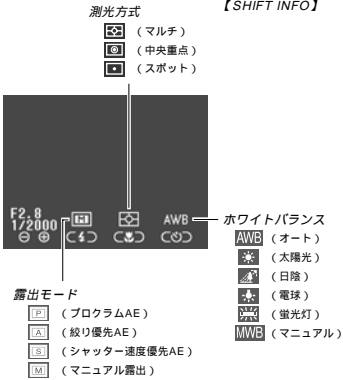 【SHIFT INFO】
測光方式
（マルチ）
（中央重点）
（スポット）
F2.8
1/2000
M
AWB
ホワイトバランス
AWB （オート）
（太陽光）
（日陰）
（電球）
（蛍光灯）
MWB （マニュアル）
露出モード
P （プログラムAE）
A （絞り優先AE）
S （シャッター速度優先AE）
M （マニュアル露出）